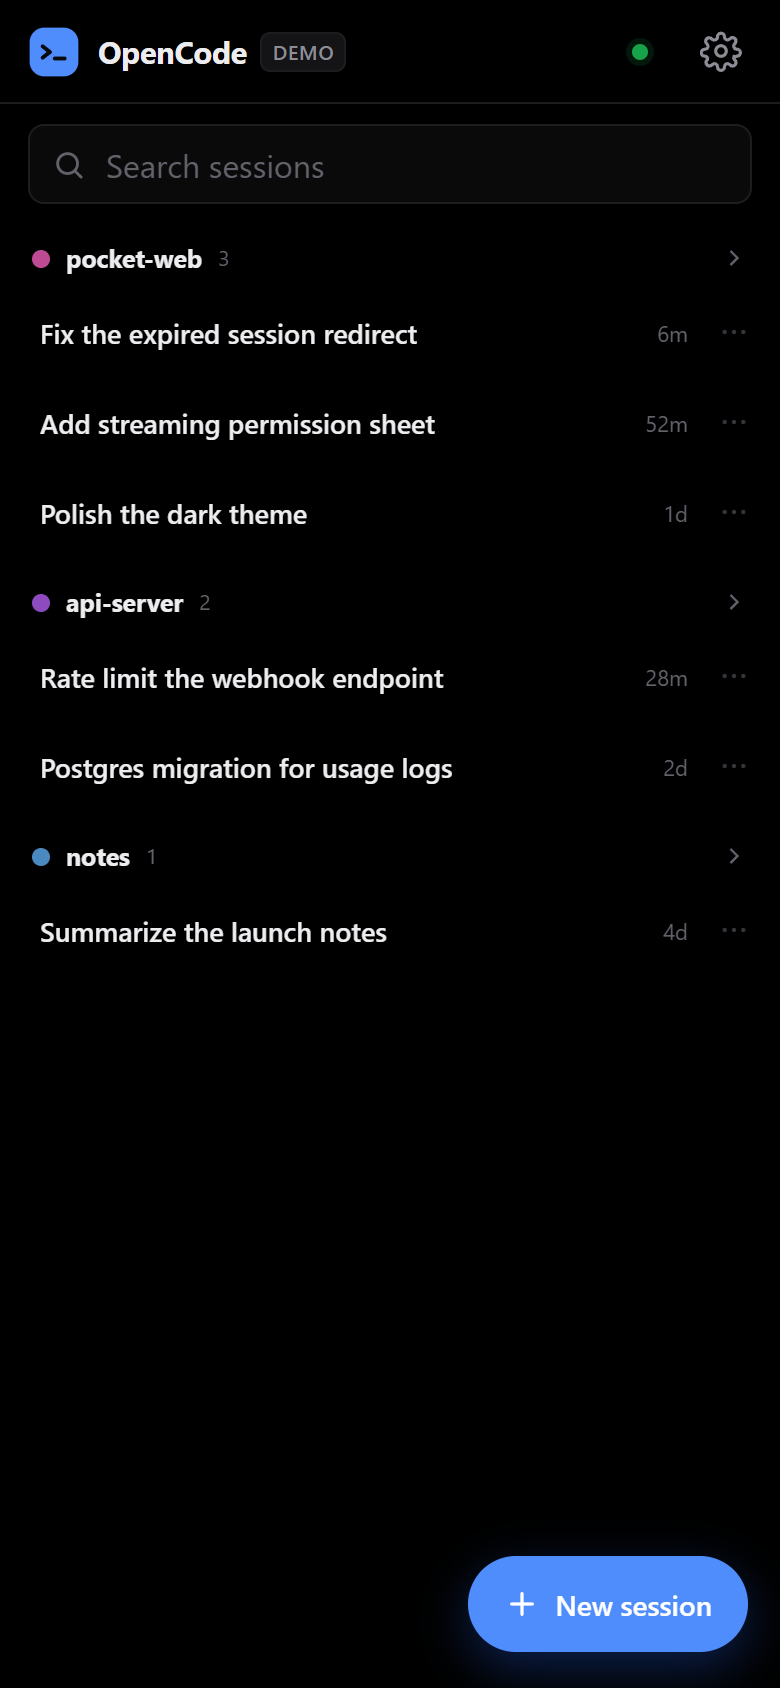 OpenCode DEMO
Search sessions
pocket-web 3
Fix the expired session redirect 6m
Add streaming permission sheet 52m
Polish the dark theme 1d
api-server 2
Rate limit the webhook endpoint 28m
Postgres migration for usage logs 2d
notes 1
Summarize the launch notes 4d
New session